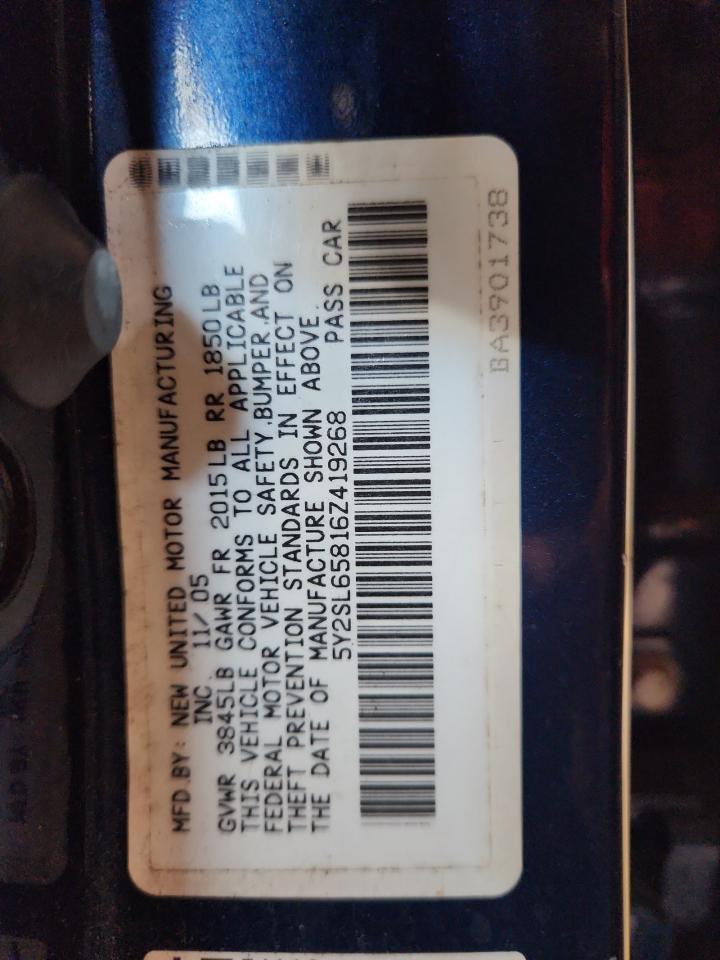 MFD.BY: NEW UNITED MOTOR MANUFACTURING
INC. 11/05
GVWR 3845LB GAWR FR 2015LB RR 1850LB
THIS VEHICLE CONFORMS TO ALL APPLICABLE
FEDERAL MOTOR VEHICLE SAFETY,BUMPER,AND
THEFT PREVENTION STANDARDS IN EFFECT ON
THE DATE OF MANUFACTURE SHOWN ABOVE.
5Y2SL65816Z419268 PASS CAR
BA3901738